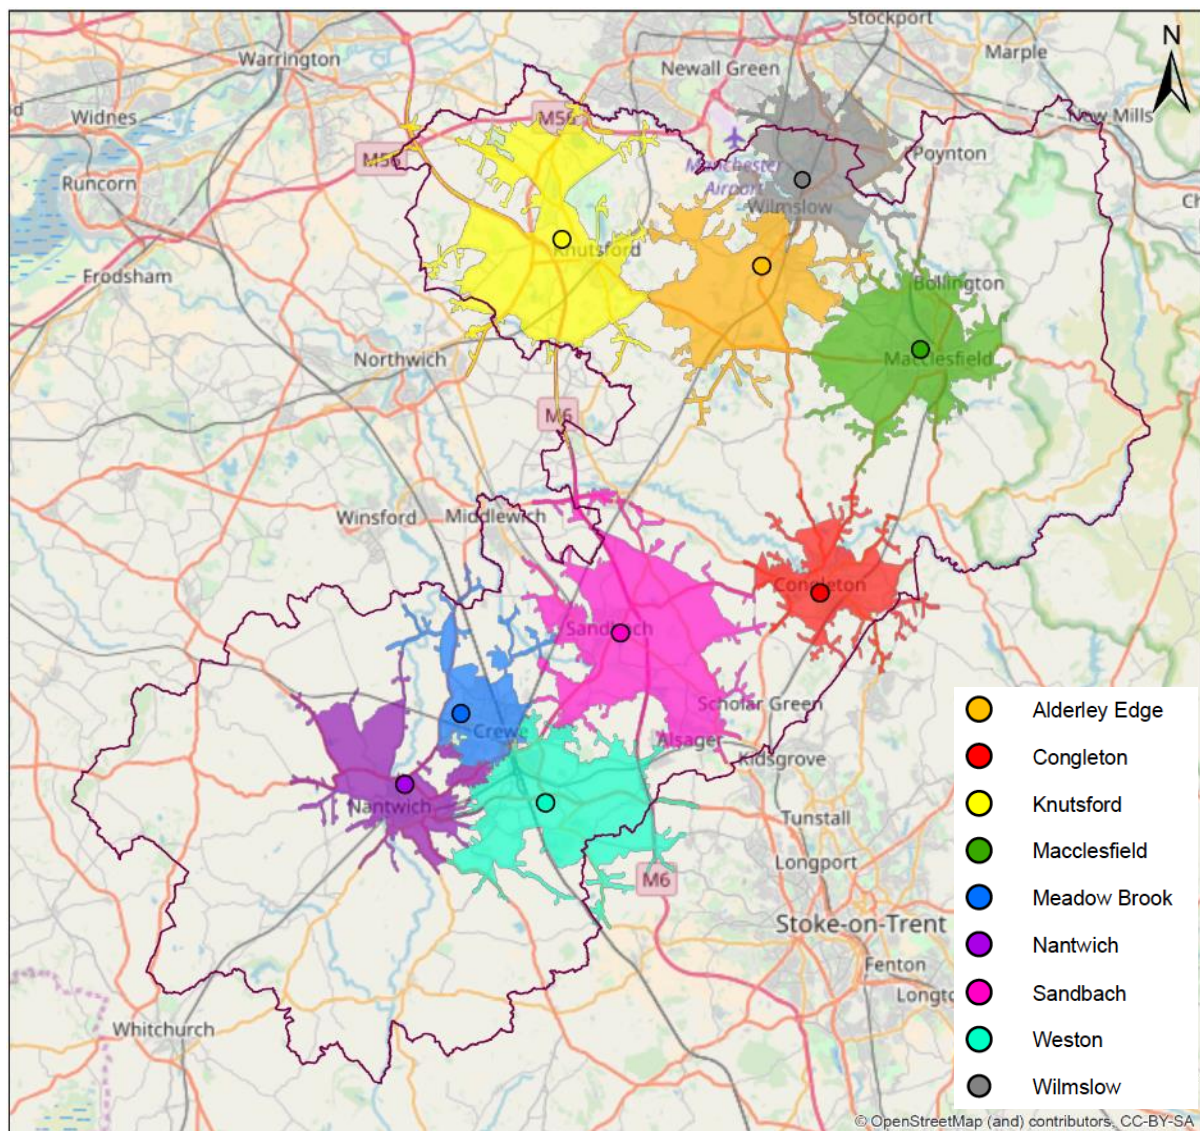 Stockport
Marple
N
Warrington
Newall Green
Widnes
M56
New Mills
M56
Poynton
Manchester
Airport
Runcorn
Wilmslow
Knutsford
Frodsham
Bollington
Northwich
Macclesfield
M6
Winsford
Middlewich
Congleton
Sandbach
Scholar Green
Crewe
Alsager
Kidsgrove
Nantwich
Tunstall
Longport
M6
Stoke-on-Trent
Fenton
Longto
Whitchurch
Alderley Edge
Congleton
Knutsford
Macclesfield
Meadow Brook
Nantwich
Sandbach
Weston
Wilmslow
© OpenStreetMap (and) contributors, CC-BY-SA